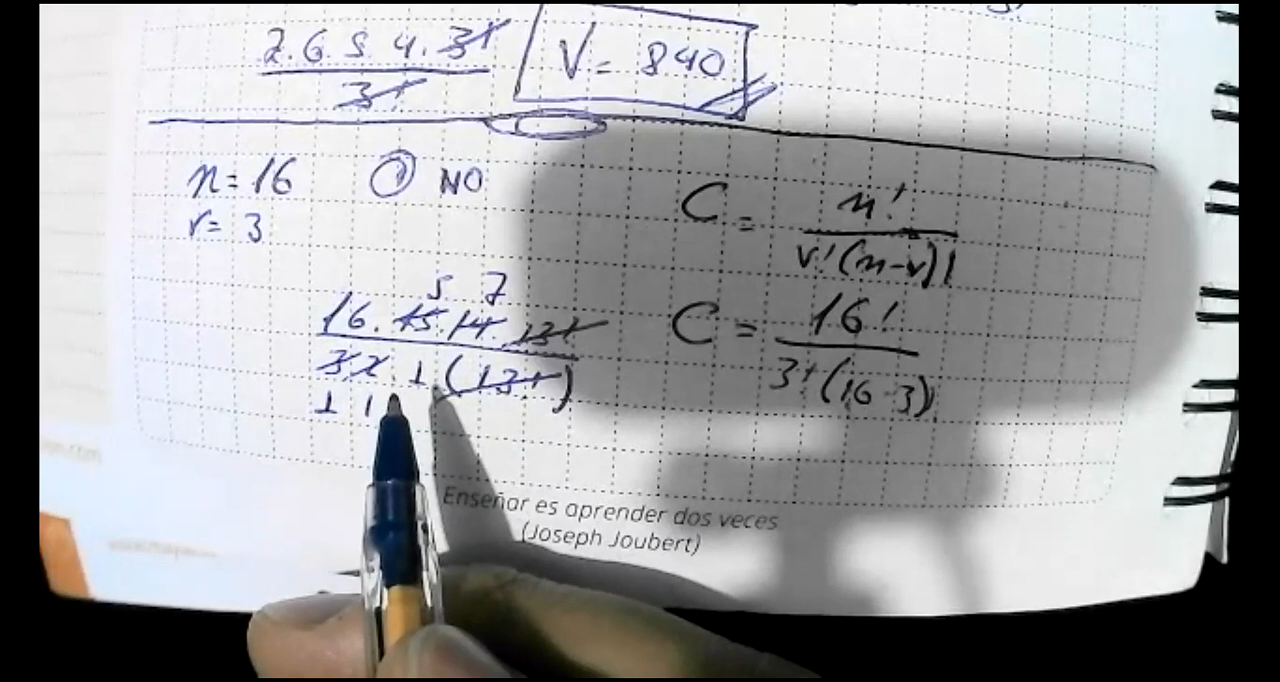 2.6.5.4.3!
3!
V= 840
n=16
① NO
r= 3
C = n!
r!(n-r)!
5 7
16.15.14.13!
3.2.1(13!)
1 1
C = 16!
3!(16-3)
Enseñar es aprender dos veces
(Joseph Joubert)